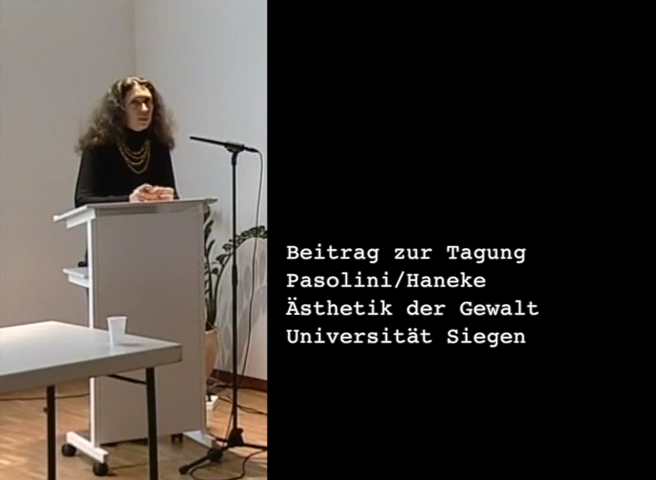 Beitrag zur Tagung
Pasolini/Haneke
Ästhetik der Gewalt
Universität Siegen